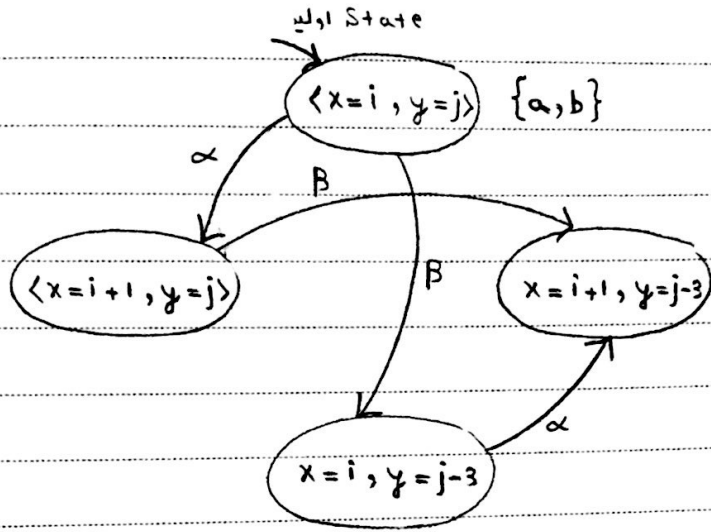 اولیه State
<x=i, y=j> {a,b}
α
β
<x=i+1, y=j>
β
x=i+1, y=j-3
α
x=i, y=j-3